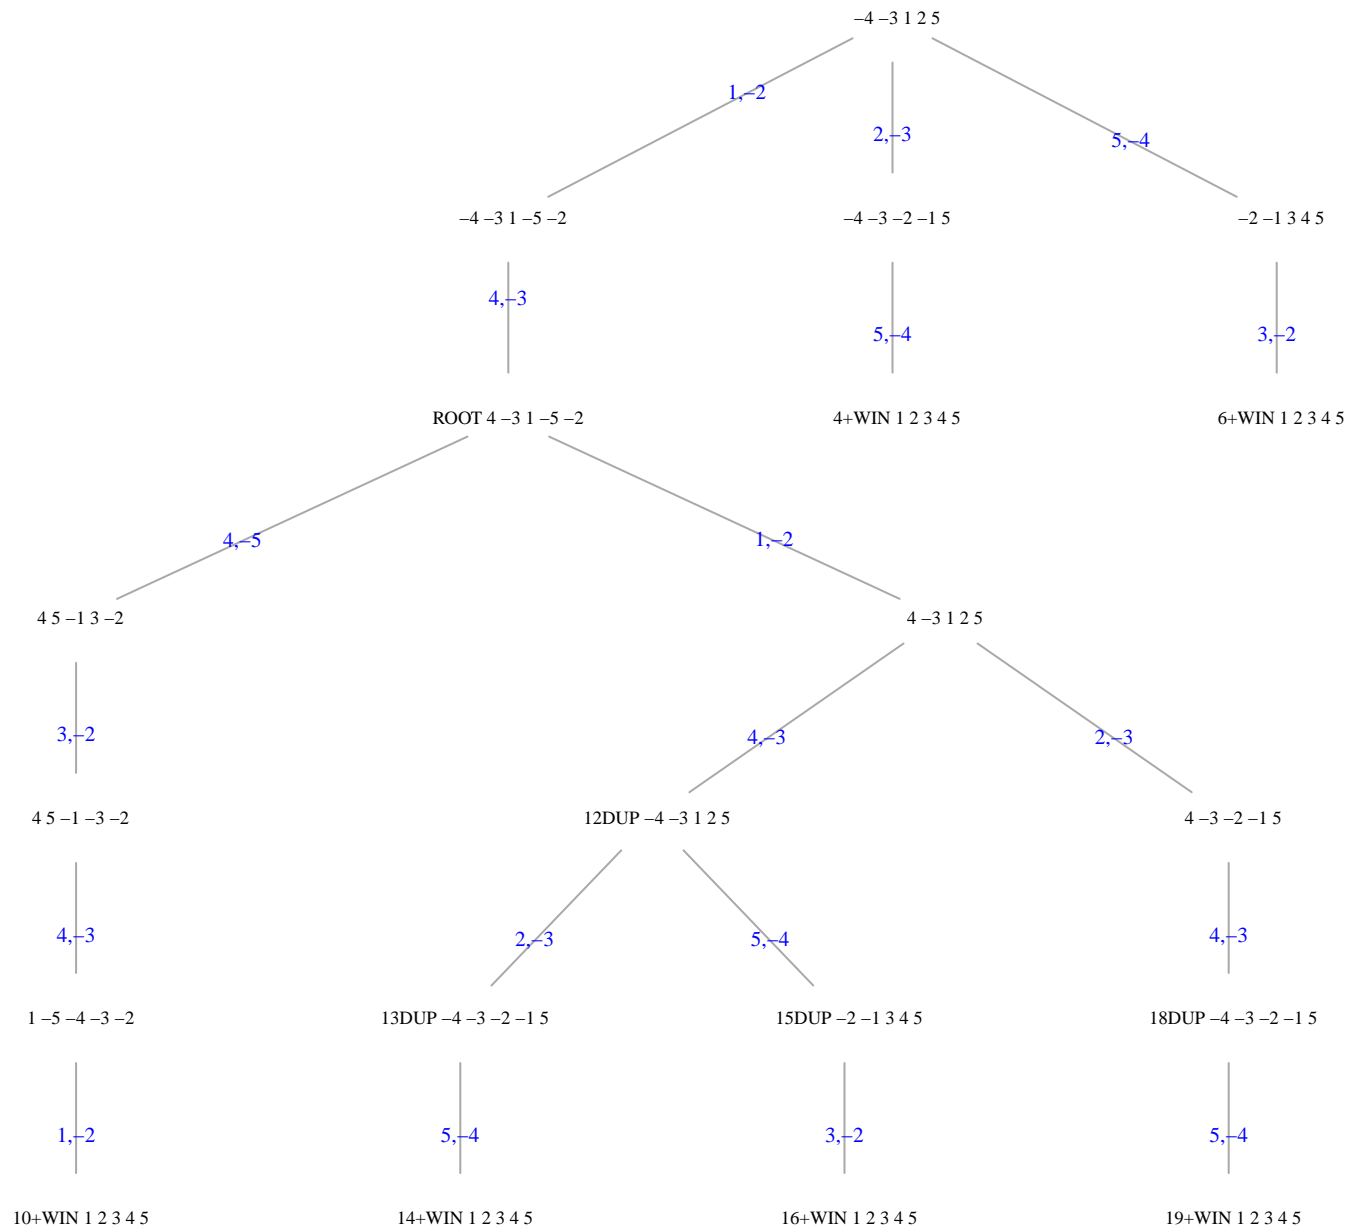 –4 –3 1 2 5
1,–2
2,–3
5,–4
–4 –3 1 –5 –2
–4 –3 –2 –1 5
–2 –1 3 4 5
4,–3
5,–4
3,–2
ROOT 4 –3 1 –5 –2
4+WIN 1 2 3 4 5
6+WIN 1 2 3 4 5
4,–5
1,–2
4 5 –1 3 –2
4 –3 1 2 5
3,–2
4,–3
2,–3
4 5 –1 –3 –2
12DUP –4 –3 1 2 5
4 –3 –2 –1 5
4,–3
2,–3
5,–4
4,–3
1 –5 –4 –3 –2
13DUP –4 –3 –2 –1 5
15DUP –2 –1 3 4 5
18DUP –4 –3 –2 –1 5
1,–2
5,–4
3,–2
5,–4
10+WIN 1 2 3 4 5
14+WIN 1 2 3 4 5
16+WIN 1 2 3 4 5
19+WIN 1 2 3 4 5